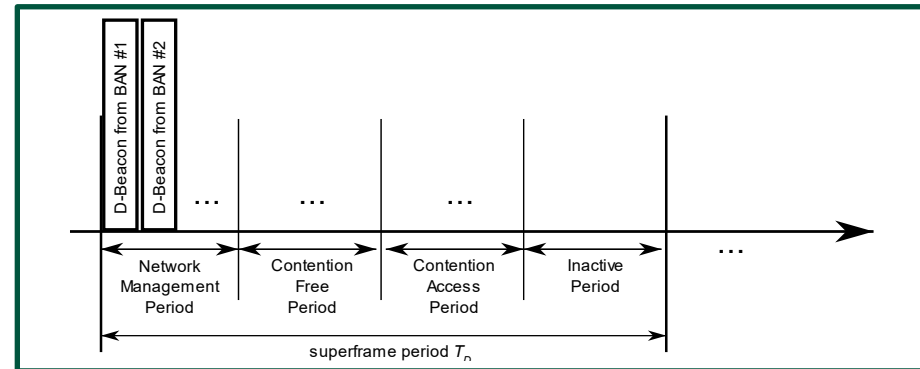 D-Beacon from BAN #1
D-Beacon from BAN #2
...
...
...
...
Network
Management
Period
Contention
Free
Period
Contention
Access
Period
Inactive
Period
superframe period T_D